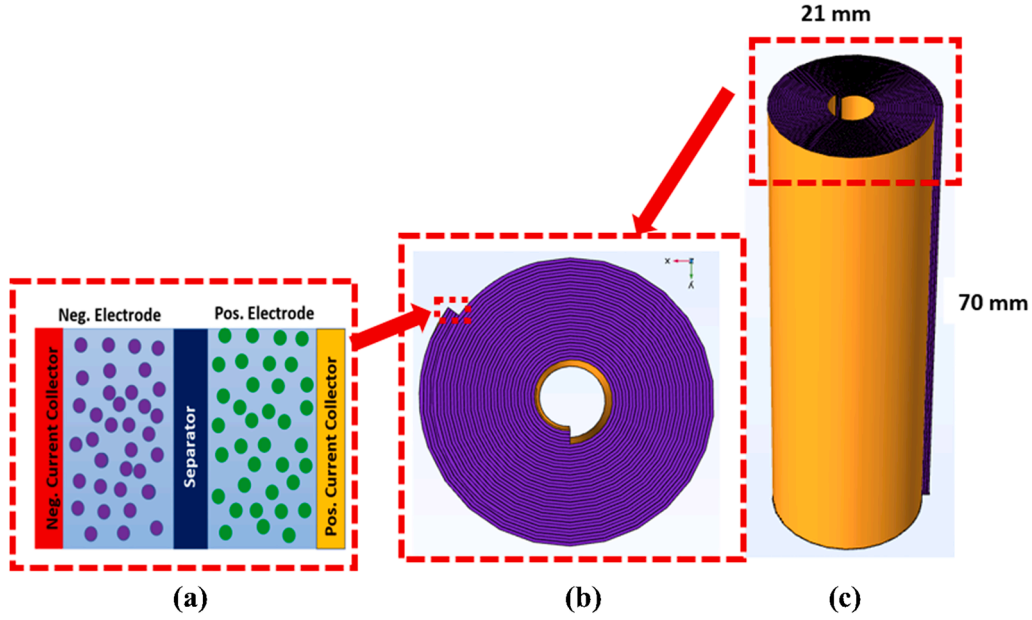 21 mm
70 mm
x
z
y
Neg. Electrode
Pos. Electrode
Neg. Current Collector
Separator
Pos. Current Collector
(a)
(b)
(c)